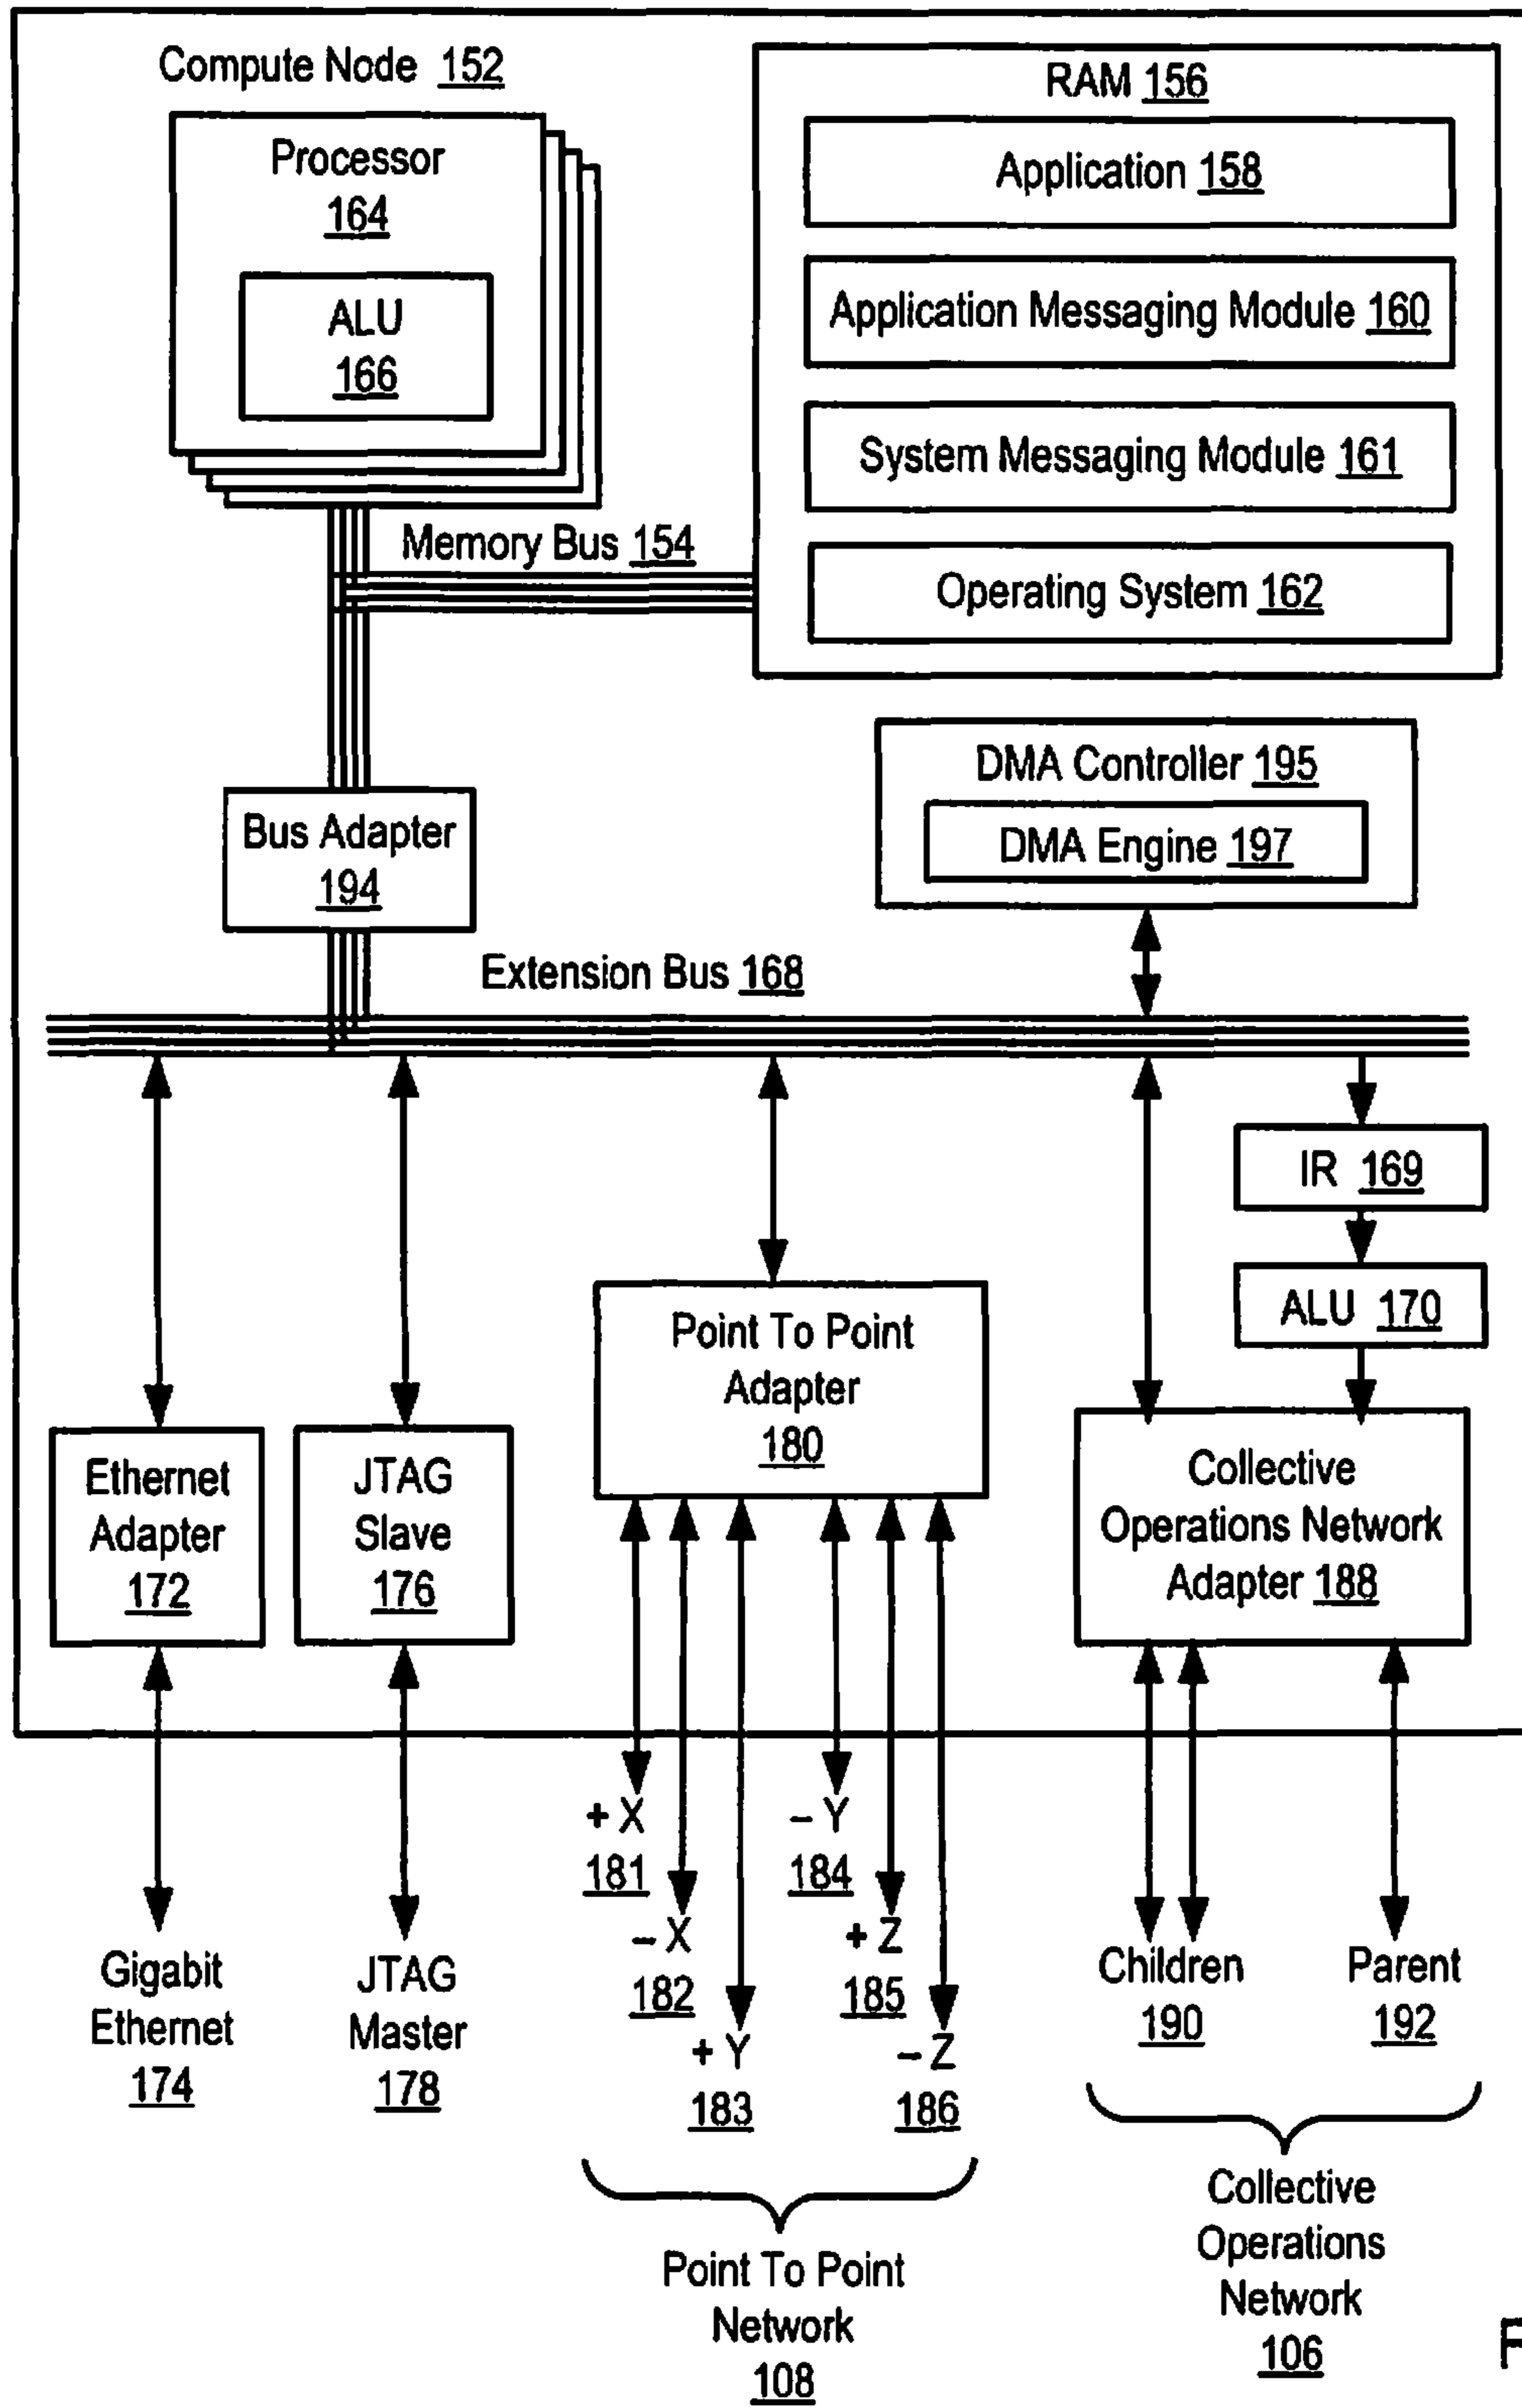 Compute Node 152
Processor
164
ALU
166
RAM 156
Application 158
Application Messaging Module 160
System Messaging Module 161
Operating System 162
Memory Bus 154
DMA Controller 195
DMA Engine 197
Bus Adapter
194
Extension Bus 168
IR 169
ALU 170
Point To Point
Adapter
180
Ethernet
Adapter
172
JTAG
Slave
176
Collective
Operations Network
Adapter 188
+ X
181
– X
182
+ Y
183
– Y
184
+ Z
185
– Z
186
Gigabit
Ethernet
174
JTAG
Master
178
Children
190
Parent
192
Point To Point
Network
108
Collective
Operations
Network
106